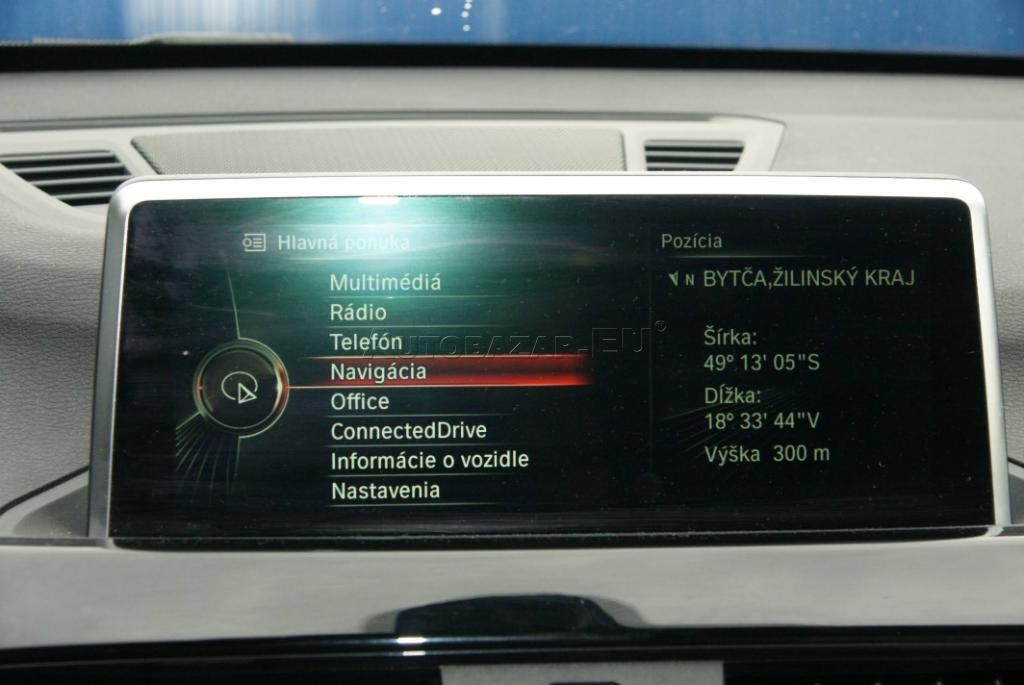 Hlavná ponuka
Multimédiá
Rádio
Telefón
Navigácia
Office
ConnectedDrive
Informácie o vozidle
Nastavenia
Pozícia
N BYTČA,ŽILINSKÝ KRAJ
Šírka:
49° 13' 05"S
Dĺžka:
18° 33' 44"V
Výška 300 m
AUTOBAZAR.EU